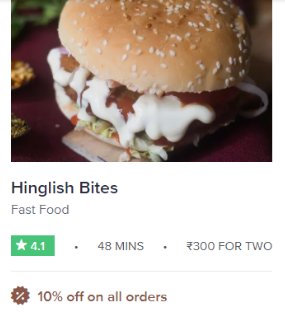 Hinglish Bites
Fast Food
★ 4.1 • 48 MINS • ₹300 FOR TWO
10% off on all orders